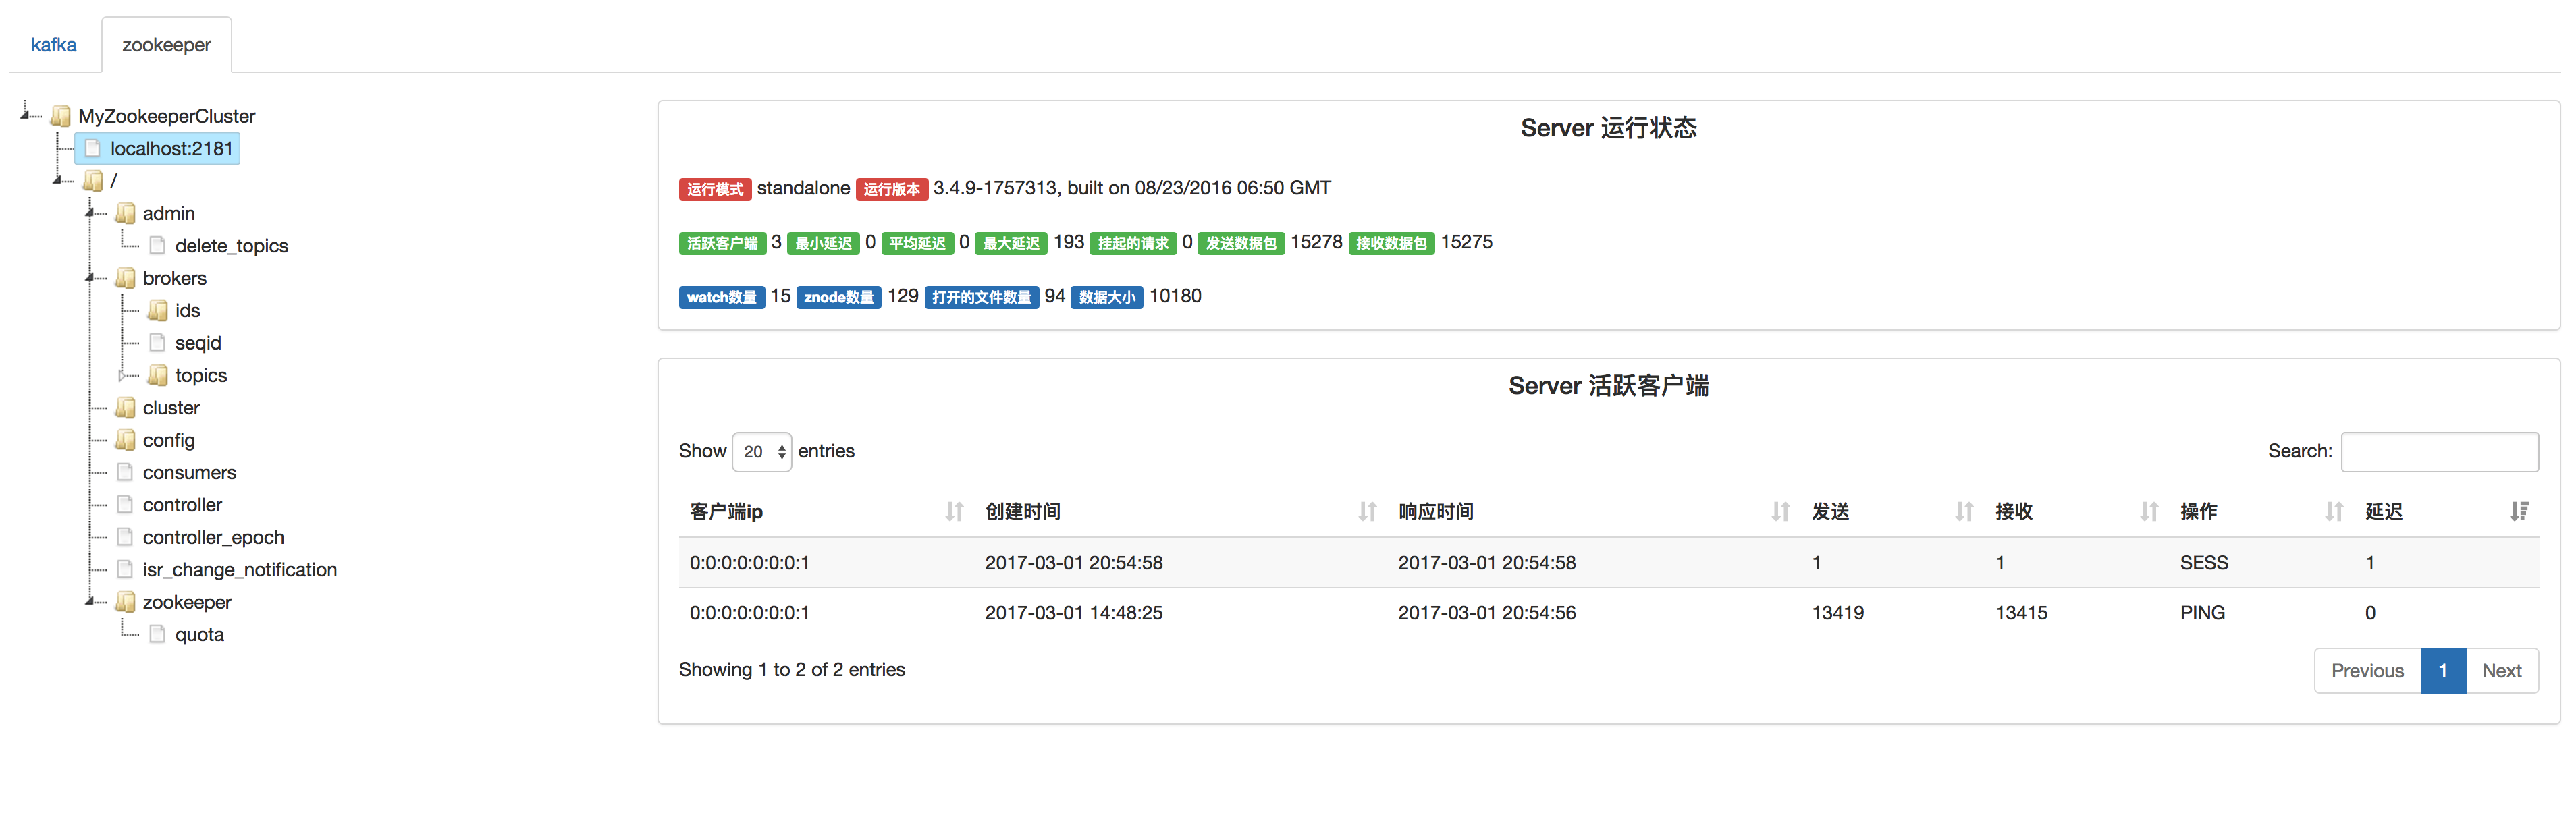 kafka zookeeper
MyZookeeperCluster
localhost:2181
/
admin
delete_topics
brokers
ids
seqid
topics
cluster
config
consumers
controller
controller_epoch
isr_change_notification
zookeeper
quota
Server 运行状态
运行模式 standalone 运行版本 3.4.9-1757313, built on 08/23/2016 06:50 GMT
活跃客户端 3 最小延迟 0 平均延迟 0 最大延迟 193 挂起的请求 0 发送数据包 15278 接收数据包 15275
watch数量 15 znode数量 129 打开的文件数量 94 数据大小 10180
Server 活跃客户端
Show 20 entries Search:
客户端ip 创建时间 响应时间 发送 接收 操作 延迟
0:0:0:0:0:0:0:1 2017-03-01 20:54:58 2017-03-01 20:54:58 1 1 SESS 1
0:0:0:0:0:0:0:1 2017-03-01 14:48:25 2017-03-01 20:54:56 13419 13415 PING 0
Showing 1 to 2 of 2 entries Previous 1 Next